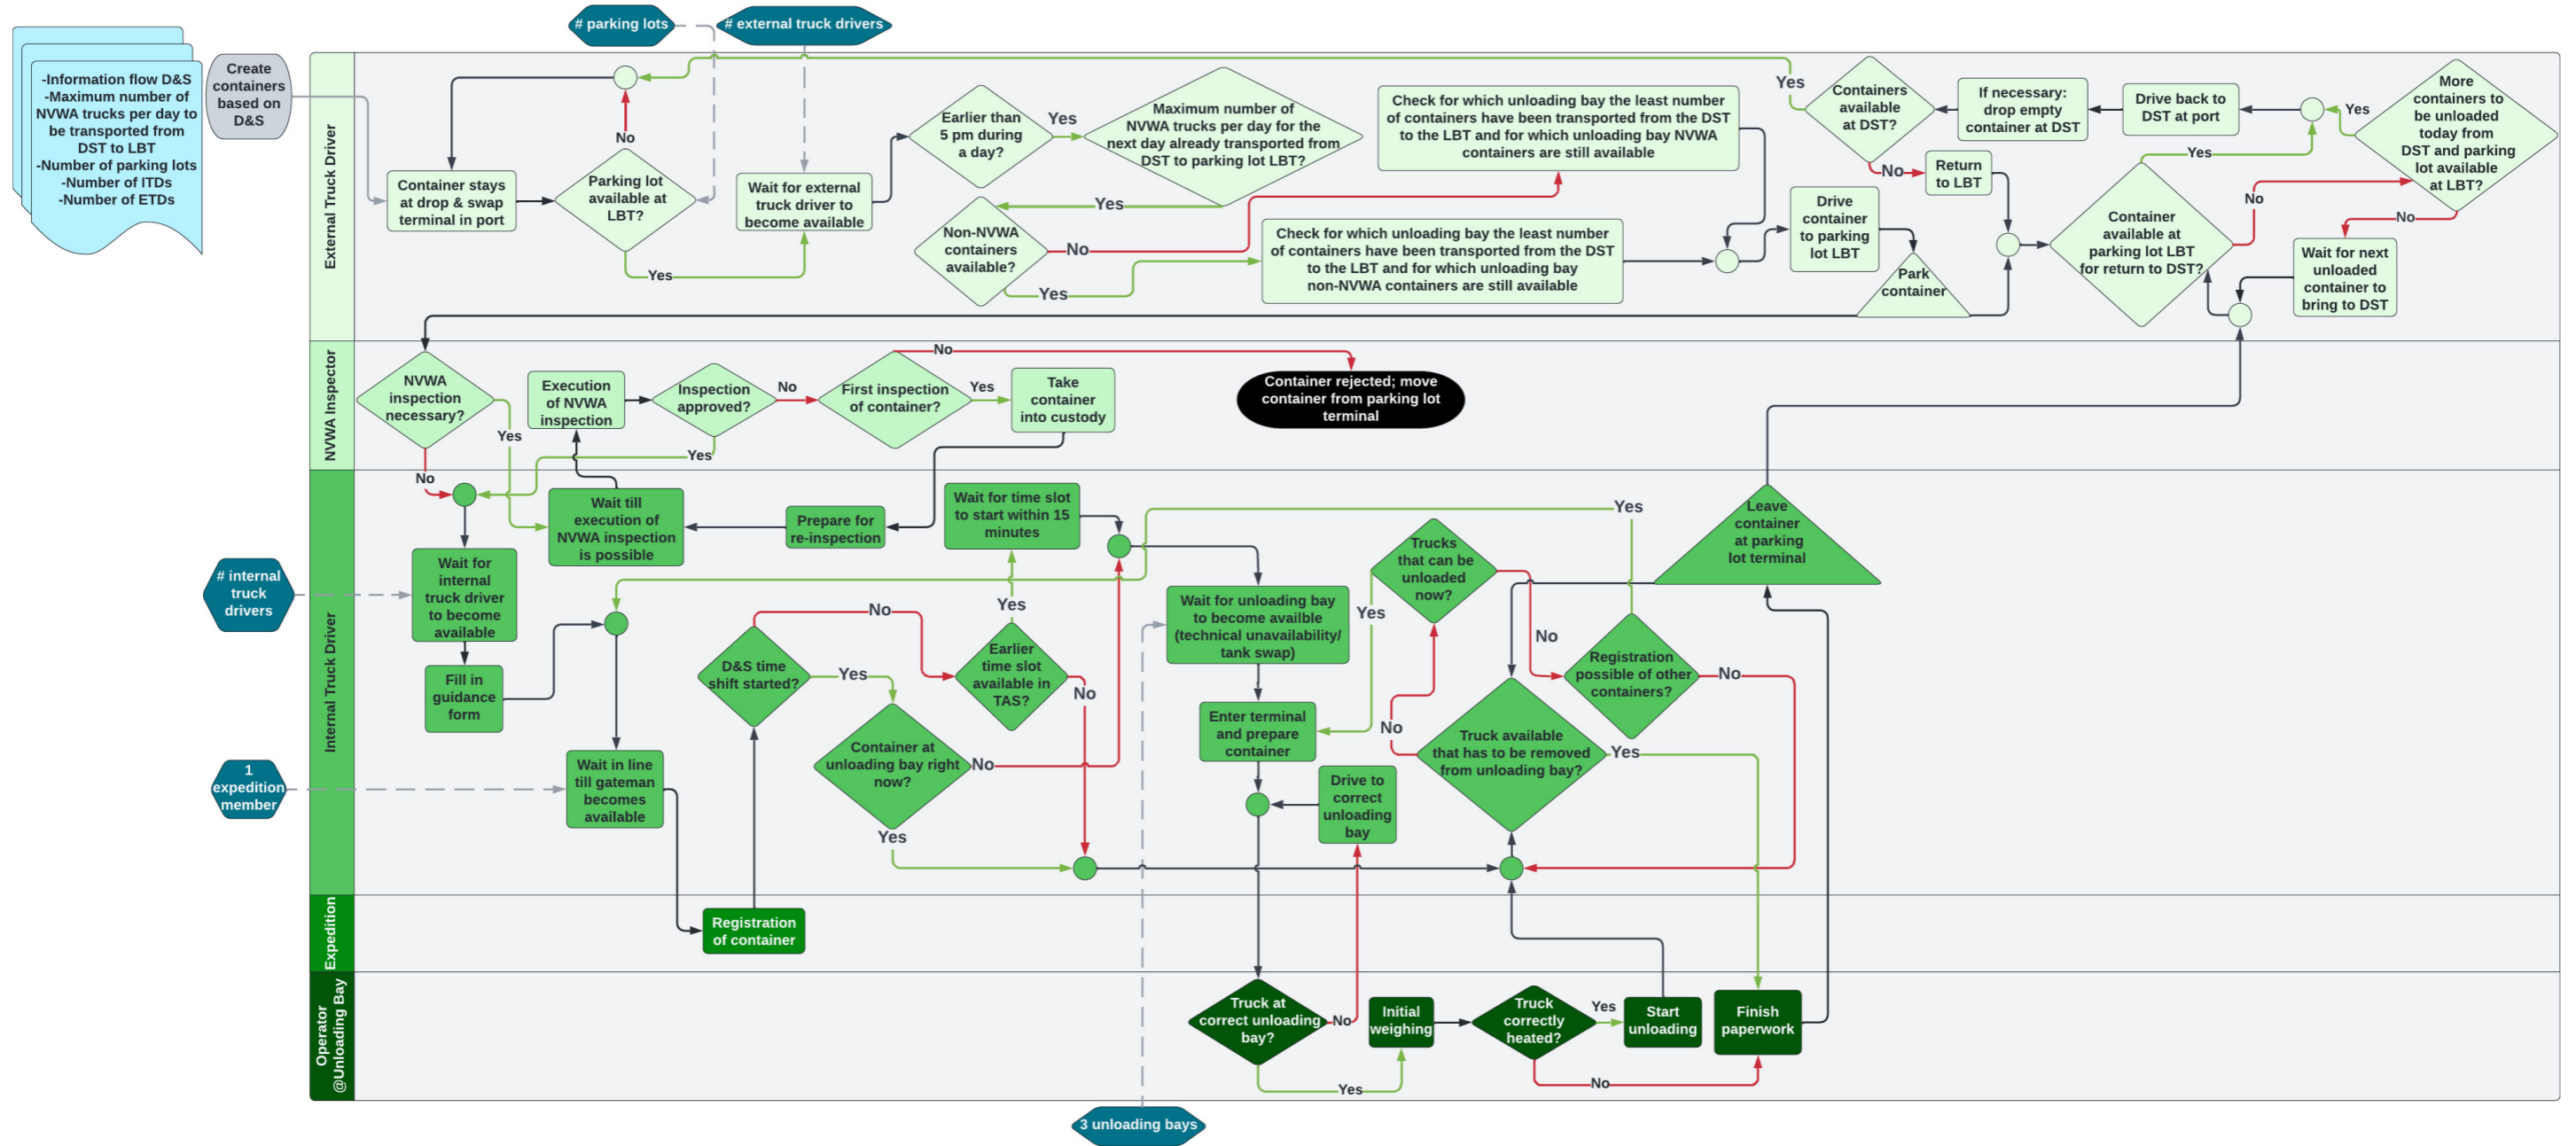 # parking lots
# external truck drivers
-Information flow D&S
-Maximum number of
NVWA trucks per day to
be transported from
DST to LBT
-Number of parking lots
-Number of ITDs
-Number of ETDs
Create
containers
based on
D&S
External Truck Driver
Container stays
at drop & swap
terminal in port
No
Parking lot
available at
LBT?
Yes
Wait for external
truck driver to
become available
Earlier than
5 pm during
a day?
Yes
Maximum number of
NVWA trucks per day for the
next day already transported from
DST to parking lot LBT?
Yes
Non-NVWA
containers
available?
No
Yes
Check for which unloading bay the least number
of containers have been transported from the DST
to the LBT and for which unloading bay NVWA
containers are still available
Check for which unloading bay the least number
of containers have been transported from the DST
to the LBT and for which unloading bay
non-NVWA containers are still available
Drive
container
to parking
lot LBT
Park
container
Yes
Containers
available
at DST?
No
Return
to LBT
If necessary:
drop empty
container at DST
Drive back to
DST at port
Yes
Yes
Container
available at
parking lot LBT
for return to DST?
No
More
containers to
be unloaded
today from
DST and parking
lot available
at LBT?
No
Wait for next
unloaded
container to
bring to DST
NVWA Inspector
NVWA
inspection
necessary?
Yes
No
Execution
of NVWA
inspection
Inspection
approved?
No
Yes
First inspection
of container?
No
Yes
Take
container
into custody
Container rejected; move
container from parking lot
terminal
Internal Truck Driver
# internal
truck
drivers
1
expedition
member
Wait till
execution of
NVWA inspection
is possible
Prepare for
re-inspection
Wait for
internal
truck driver
to become
available
Fill in
guidance
form
Wait in line
till gateman
becomes
available
D&S time
shift started?
No
Yes
Wait for time slot
to start within 15
minutes
Yes
Earlier
time slot
available in
TAS?
No
Container at
unloading bay right
now?
No
Yes
Wait for unloading bay
to become availble
(technical unavailability/
tank swap)
Enter terminal
and prepare
container
Drive to
correct
unloading
bay
Trucks
that can be
unloaded
now?
Yes
No
Yes
Registration
possible of other
containers?
No
Truck available
that has to be removed
from unloading bay?
No
Yes
Leave
container
at parking
lot terminal
Expedition
Registration
of container
Operator
@Unloading Bay
Truck at
correct unloading
bay?
No
Yes
Initial
weighing
Truck
correctly
heated?
Yes
No
Start
unloading
Finish
paperwork
3 unloading bays